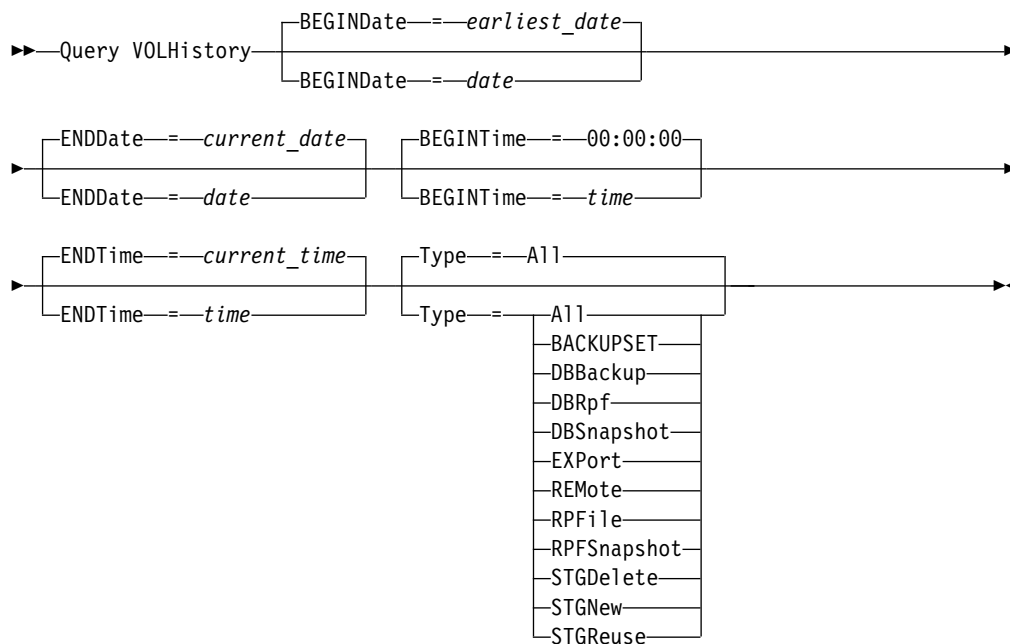 BEGINDate = earliest_date
Query VOLHistory
BEGINDate = date
ENDDate = current_date BEGINTime = 00:00:00
ENDDate = date BEGINTime = time
ENDTime = current_time Type = All
ENDTime = time Type = All
BACKUPSET
DBBackup
DBRpf
DBSnapshot
EXPort
REMote
RPFile
RPFSnapshot
STGDelete
STGNew
STGReuse